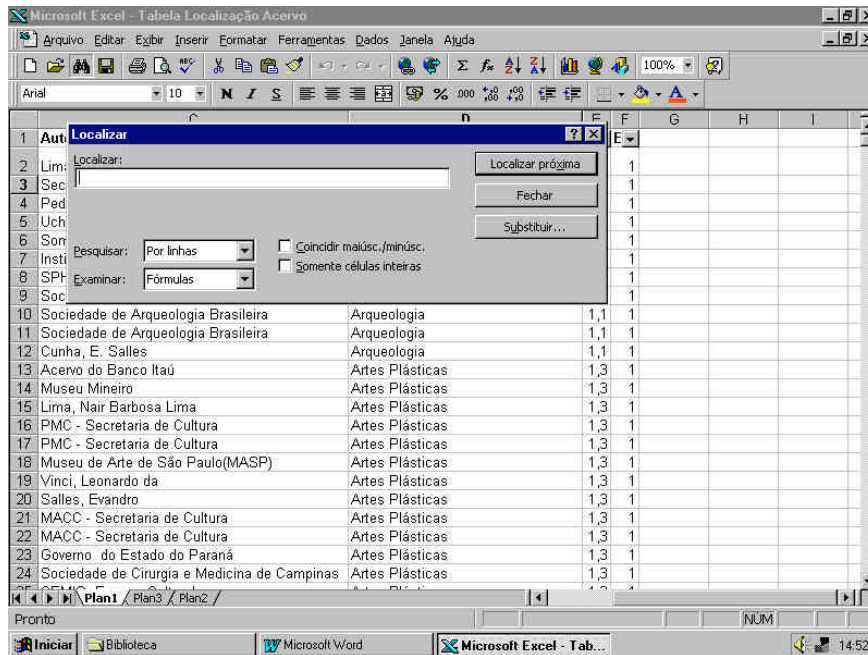 Microsoft Excel - Tabela Localização Acervo
Arquivo Editar Exibir Inserir Formatar Ferramentas Dados Janela Ajuda
100%
Arial 10 N I S % 000
C D E F G H I
1 Aut E
2 Lima 1
3 Sec 1
4 Ped 1
5 Uch 1
6 Som 1
7 Insti 1
8 SPH 1
9 Soc 1
Localizar
Localizar:
Localizar próxima
Fechar
Substituir...
Pesquisar: Por linhas
Coincidir maiúsc./minúsc.
Examinar: Fórmulas
Somente células inteiras
10 Sociedade de Arqueologia Brasileira Arqueologia 1,1 1
11 Sociedade de Arqueologia Brasileira Arqueologia 1,1 1
12 Cunha, E. Salles Arqueologia 1,1 1
13 Acervo do Banco Itaú Artes Plásticas 1,3 1
14 Museu Mineiro Artes Plásticas 1,3 1
15 Lima, Nair Barbosa Lima Artes Plásticas 1,3 1
16 PMC - Secretaria de Cultura Artes Plásticas 1,3 1
17 PMC - Secretaria de Cultura Artes Plásticas 1,3 1
18 Museu de Arte de São Paulo(MASP) Artes Plásticas 1,3 1
19 Vinci, Leonardo da Artes Plásticas 1,3 1
20 Salles, Evandro Artes Plásticas 1,3 1
21 MACC - Secretaria de Cultura Artes Plásticas 1,3 1
22 MACC - Secretaria de Cultura Artes Plásticas 1,3 1
23 Governo do Estado do Paraná Artes Plásticas 1,3 1
24 Sociedade de Cirurgia e Medicina de Campinas Artes Plásticas 1,3 1
Plan1 Plan3 Plan2
Pronto NÚM
Iniciar Biblioteca Microsoft Word Microsoft Excel - Tab... 14:52